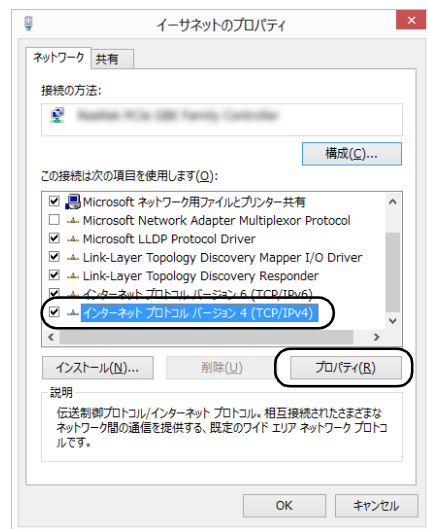 イーサネットのプロパティ
ネットワーク 共有
接続の方法:
構成(C)...
この接続は次の項目を使用します(O):
Microsoft ネットワーク用ファイルとプリンター共有
Microsoft Network Adapter Multiplexor Protocol
Microsoft LLDP Protocol Driver
Link-Layer Topology Discovery Mapper I/O Driver
Link-Layer Topology Discovery Responder
インターネット プロトコル バージョン 6 (TCP/IPv6)
インターネット プロトコル バージョン 4 (TCP/IPv4)
インストール(N)... 削除(U) プロパティ(R)
説明
伝送制御プロトコル/インターネット プロトコル。相互接続されたさまざまな
ネットワーク間の通信を提供する、既定のワイド エリア ネットワーク プロトコ
ルです。
OK キャンセル